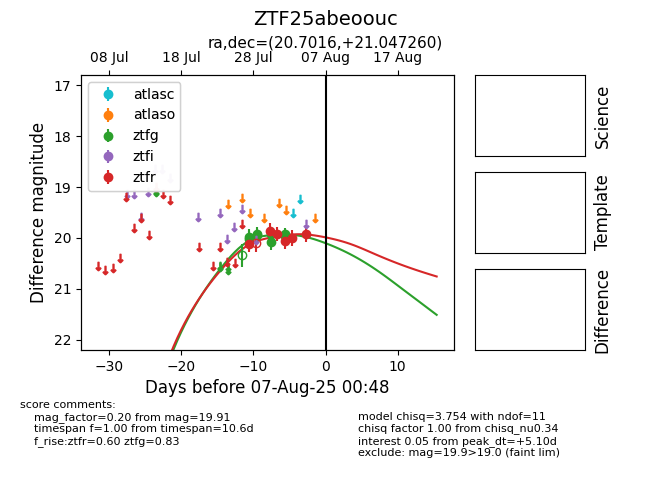 ZTF25abeoouc
ra,dec=(20.7016,+21.047260)
08 Jul 18 Jul 28 Jul 07 Aug 17 Aug
atlasc
atlaso
ztfg
ztfi
ztfr
Difference magnitude
17
18
19
20
21
22
−30 −20 −10 0 10
Days before 07-Aug-25 00:48
Science
Template
Difference
score comments:
mag_factor=0.20 from mag=19.91
timespan f=1.00 from timespan=10.6d
f_rise:ztfr=0.60 ztfg=0.83
model chisq=3.754 with ndof=11
chisq factor 1.00 from chisq_nu0.34
interest 0.05 from peak_dt=+5.10d
exclude: mag=19.9>19.0 (faint lim)